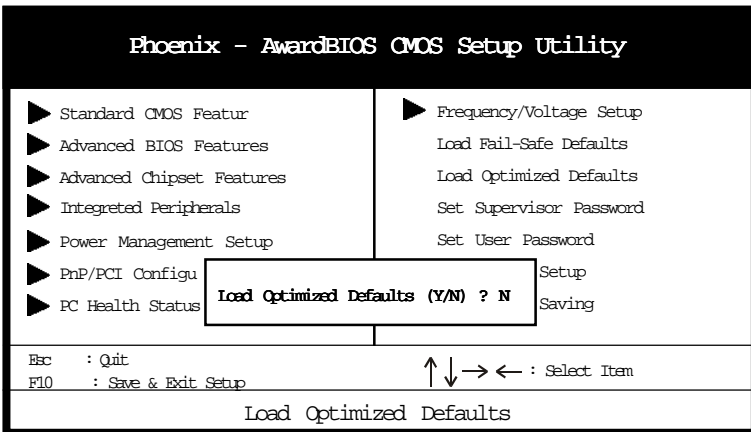 Phoenix - AwardBIOS CMOS Setup Utility
Standard CMOS Featur
Advanced BIOS Features
Advanced Chipset Features
Integreted Peripherals
Power Management Setup
PnP/PCI Configu
PC Health Status
Frequency/Voltage Setup
Load Fail-Safe Defaults
Load Optimized Defaults
Set Supervisor Password
Set User Password
Setup
Saving
Load Optimized Defaults (Y/N) ? N
Esc : Quit
F10 : Save & Exit Setup
↑↓→← : Select Item
Load Optimized Defaults